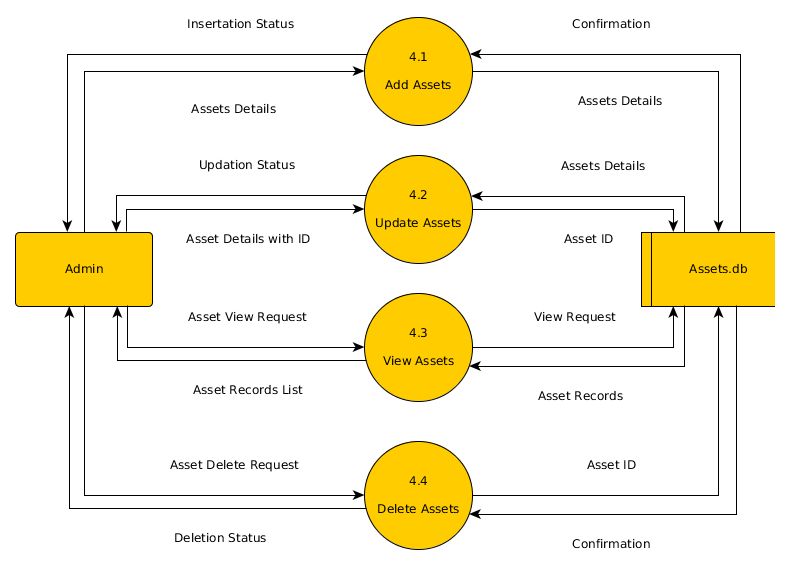 Insertation Status
Confirmation
4.1
Add Assets
Assets Details
Assets Details
Updation Status
Assets Details
4.2
Update Assets
Asset Details with ID
Asset ID
Admin
Assets.db
Asset View Request
View Request
4.3
View Assets
Asset Records List
Asset Records
Asset Delete Request
Asset ID
4.4
Delete Assets
Deletion Status
Confirmation